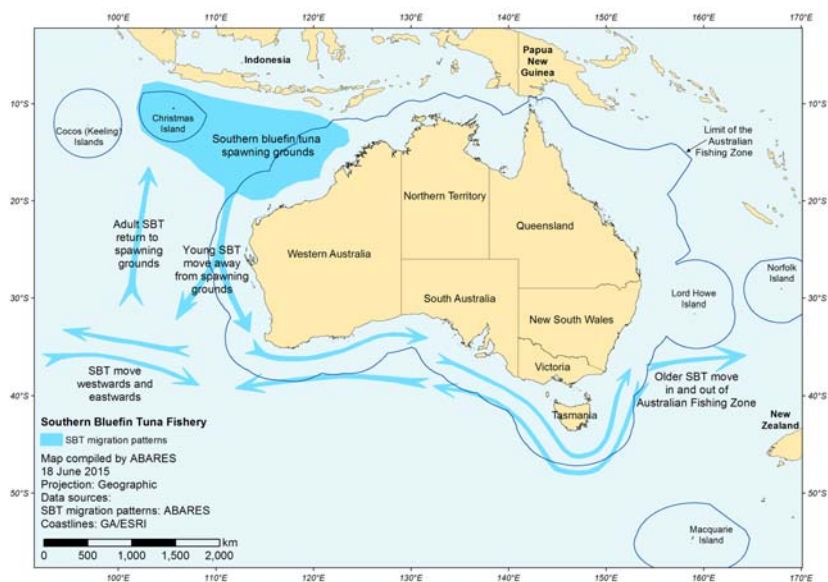 100°E 110°E 120°E 130°E 140°E 150°E 160°E 170°E
Indonesia
Papua
New
Guinea
10°S
10°S
Christmas
Island
Cocos (Keeling)
Islands
Southern bluefin tuna
spawning grounds
Limit of the
Australian
Fishing Zone
Northern Territory
20°S
20°S
Queensland
Adult SBT
return to
spawning
grounds
Young SBT
move away
from spawning
grounds
Western Australia
Norfolk
Island
South Australia
Lord Howe
Island
30°S
30°S
New South Wales
SBT move
westwards and
eastwards
Victoria
Older SBT move
in and out of
Australian Fishing Zone
40°S
40°S
Tasmania
New
Zealand
Southern Bluefin Tuna Fishery
SBT migration patterns
Map compiled by ABARES
18 June 2015
Projection: Geographic
Data sources:
SBT migration patterns: ABARES
Coastlines: GA/ESRI
50°S
50°S
Macquarie
Island
km
0 500 1,000 1,500 2,000
100°E 110°E 120°E 130°E 140°E 150°E 160°E 170°E